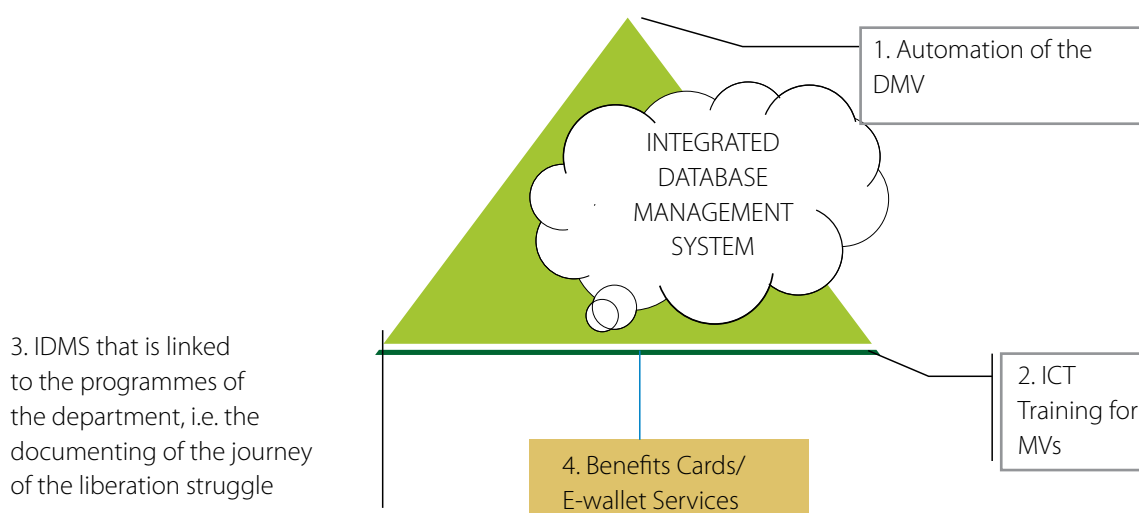 1. Automation of the
DMV
INTEGRATED
DATABASE
MANAGEMENT
SYSTEM
3. IDMS that is linked
to the programmes of
the department, i.e. the
documenting of the journey
of the liberation struggle
2. ICT
Training for
MVs
4. Benefits Cards/
E-wallet Services